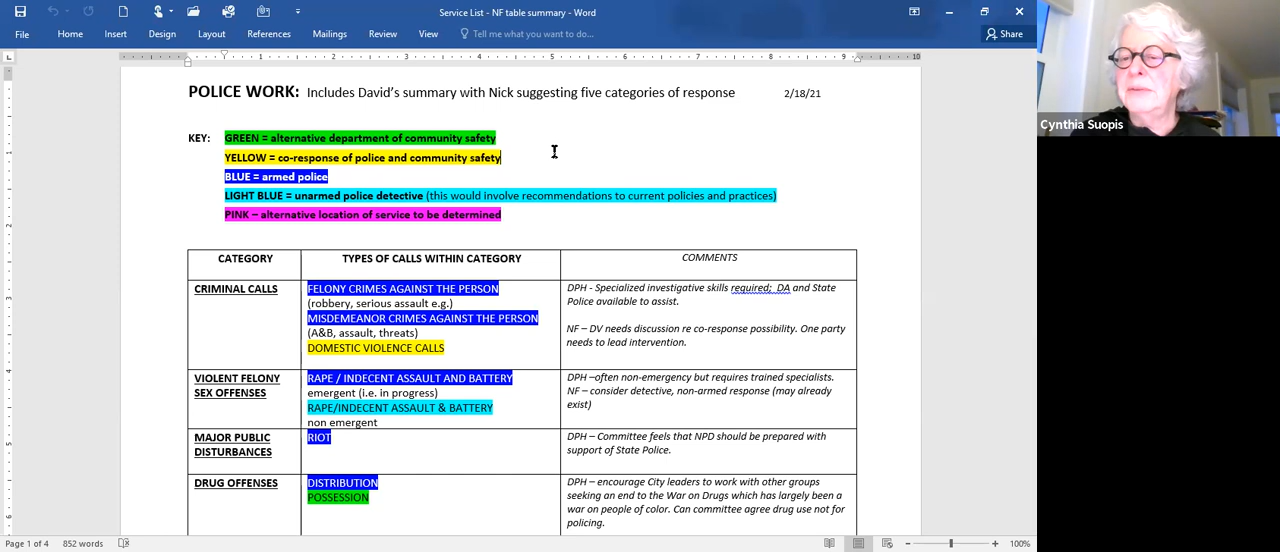 Service List - NF table summary - Word
File Home Insert Design Layout References Mailings Review View Tell me what you want to do... Share
POLICE WORK: Includes David's summary with Nick suggesting five categories of response 2/18/21
KEY: GREEN = alternative department of community safety
YELLOW = co-response of police and community safety
BLUE = armed police
LIGHT BLUE = unarmed police detective (this would involve recommendations to current policies and practices)
PINK – alternative location of service to be determined
CATEGORY TYPES OF CALLS WITHIN CATEGORY COMMENTS
CRIMINAL CALLS
FELONY CRIMES AGAINST THE PERSON
(robbery, serious assault e.g.)
MISDEMEANOR CRIMES AGAINST THE PERSON
(A&B, assault, threats)
DOMESTIC VIOLENCE CALLS
DPH - Specialized investigative skills required; DA and State
Police available to assist.
NF – DV needs discussion re co-response possibility. One party
needs to lead intervention.
VIOLENT FELONY
SEX OFFENSES
RAPE / INDECENT ASSAULT AND BATTERY
emergent (i.e. in progress)
RAPE/INDECENT ASSAULT & BATTERY
non emergent
DPH –often non-emergency but requires trained specialists.
NF – consider detective, non-armed response (may already
exist)
MAJOR PUBLIC
DISTURBANCES
RIOT
DPH – Committee feels that NPD should be prepared with
support of State Police.
DRUG OFFENSES
DISTRIBUTION
POSSESSION
DPH – encourage City leaders to work with other groups
seeking an end to the War on Drugs which has largely been a
war on people of color. Can committee agree drug use not for
policing.
Page 1 of 4 852 words 100%
Cynthia Suopis